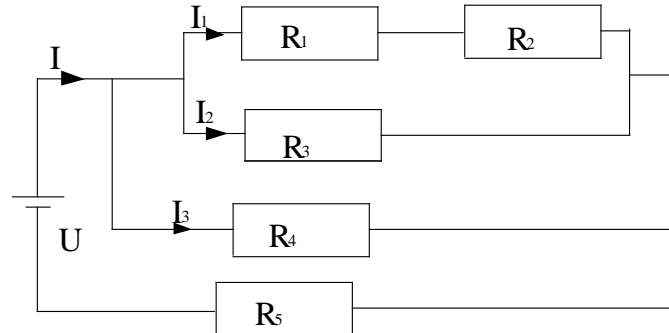 I₁
R₁
R₂
I
I₂
R₃
I₃
U
R₄
R₅